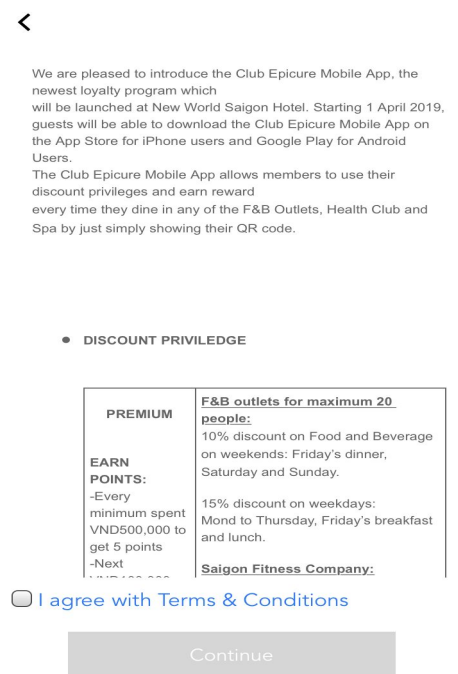 We are pleased to introduce the Club Epicure Mobile App, the
newest loyalty program which
will be launched at New World Saigon Hotel. Starting 1 April 2019,
guests will be able to download the Club Epicure Mobile App on
the App Store for iPhone users and Google Play for Android
Users.
The Club Epicure Mobile App allows members to use their
discount privileges and earn reward
every time they dine in any of the F&B Outlets, Health Club and
Spa by just simply showing their QR code.
● DISCOUNT PRIVILEDGE
PREMIUM
EARN
POINTS:
-Every
minimum spent
VND500,000 to
get 5 points
-Next
F&B outlets for maximum 20
people:
10% discount on Food and Beverage
on weekends: Friday's dinner,
Saturday and Sunday.
15% discount on weekdays:
Mond to Thursday, Friday's breakfast
and lunch.
Saigon Fitness Company:
I agree with Terms & Conditions
Continue